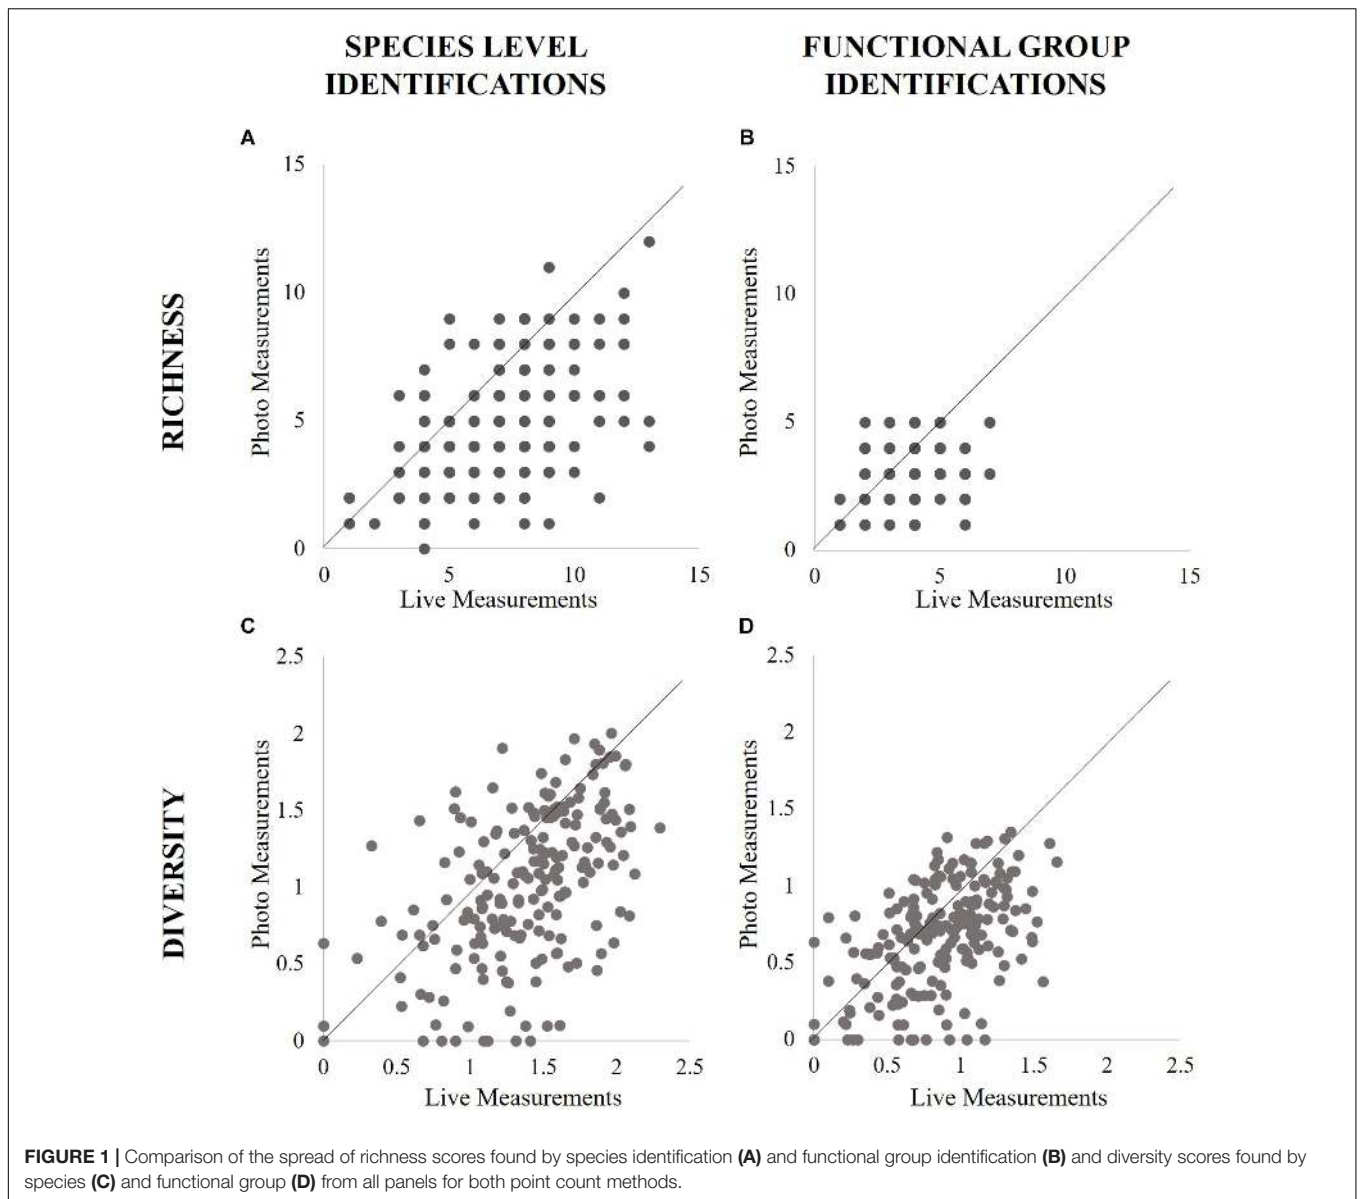 SPECIES LEVEL
IDENTIFICATIONS
FUNCTIONAL GROUP
IDENTIFICATIONS
RICHNESS
DIVERSITY
A
15
10
5
0
0 5 10 15
Photo Measurements
Live Measurements
B
15
10
5
0
0 5 10 15
Photo Measurements
Live Measurements
C
2.5
2
1.5
1
0.5
0
0 0.5 1 1.5 2 2.5
Photo Measurements
Live Measurements
D
2.5
2
1.5
1
0.5
0
0 0.5 1 1.5 2 2.5
Photo Measurements
Live Measurements
FIGURE 1 | Comparison of the spread of richness scores found by species identification (A) and functional group identification (B) and diversity scores found by
species (C) and functional group (D) from all panels for both point count methods.